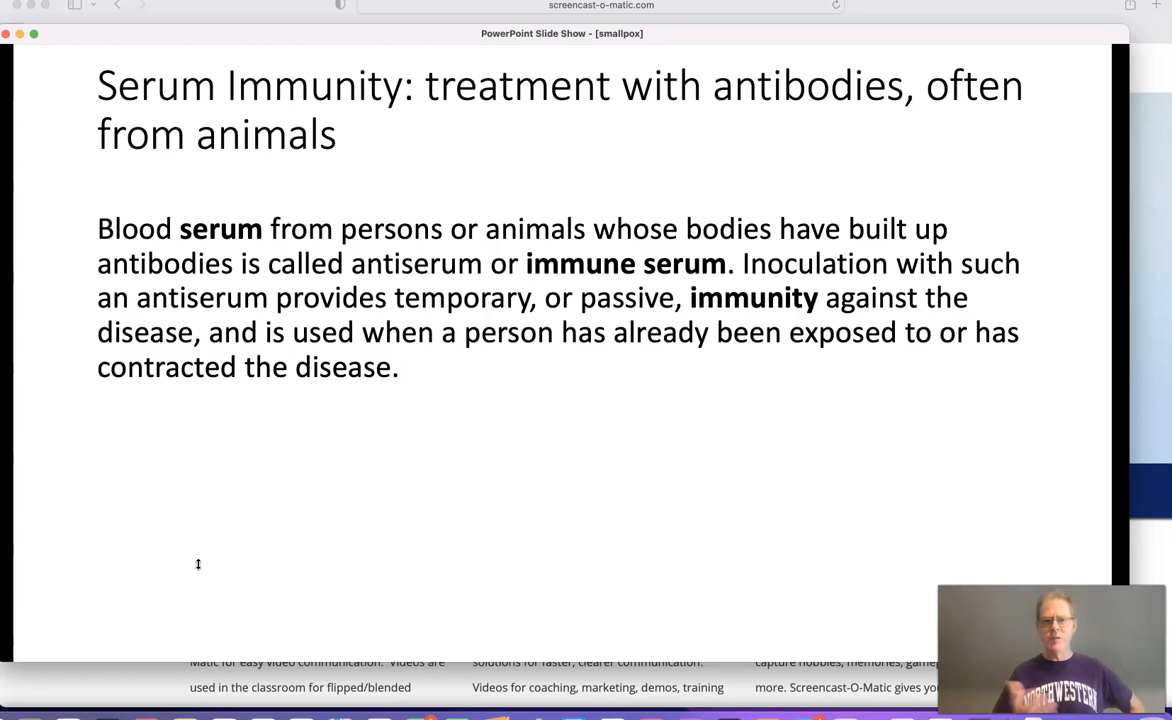 screencast-o-matic.com
PowerPoint Slide Show - [smallpox]
Serum Immunity: treatment with antibodies, often
from animals
Blood serum from persons or animals whose bodies have built up
antibodies is called antiserum or immune serum. Inoculation with such
an antiserum provides temporary, or passive, immunity against the
disease, and is used when a person has already been exposed to or has
contracted the disease.
Matic for easy video communication. Videos are
solutions for faster, clearer communication.
capture hobbies, memories,
used in the classroom for flipped/blended
Videos for coaching, marketing, demos, training
more. Screencast-O-Matic gives
NORTHWESTERN